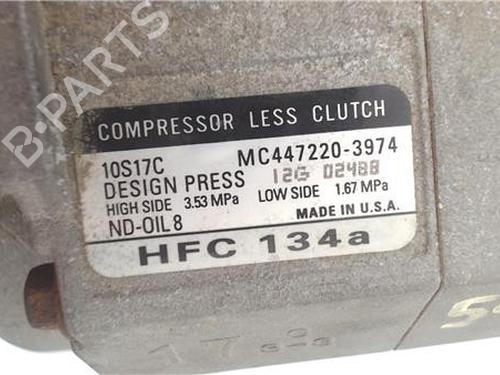 B-PARTS
COMPRESSOR LESS CLUTCH
10S17C MC447220-3974
DESIGN PRESS 12G 02488
HIGH SIDE 3.53 MPa LOW SIDE 1.67 MPa
ND-OIL 8 MADE IN U.S.A.
HFC 134a